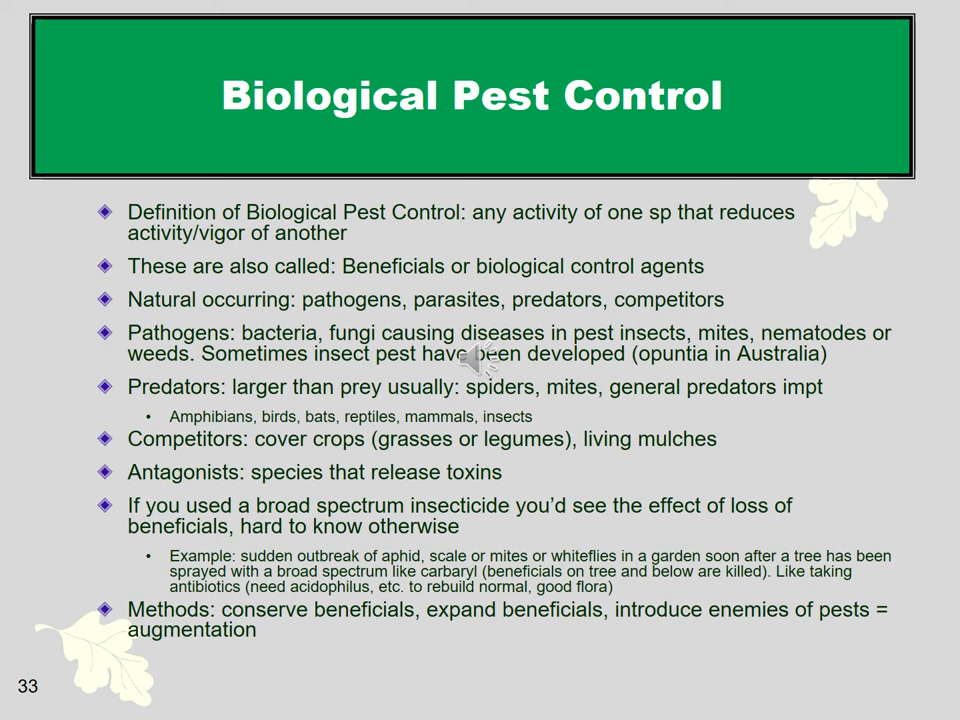 Biological Pest Control
Definition of Biological Pest Control: any activity of one sp that reduces
activity/vigor of another
These are also called: Beneficials or biological control agents
Natural occurring: pathogens, parasites, predators, competitors
Pathogens: bacteria, fungi causing diseases in pest insects, mites, nematodes or
weeds. Sometimes insect pest have been developed (opuntia in Australia)
Predators: larger than prey usually: spiders, mites, general predators impt
• Amphibians, birds, bats, reptiles, mammals, insects
Competitors: cover crops (grasses or legumes), living mulches
Antagonists: species that release toxins
If you used a broad spectrum insecticide you’d see the effect of loss of
beneficials, hard to know otherwise
• Example: sudden outbreak of aphid, scale or mites or whiteflies in a garden soon after a tree has been
sprayed with a broad spectrum like carbaryl (beneficials on tree and below are killed). Like taking
antibiotics (need acidophilus, etc. to rebuild normal, good flora)
Methods: conserve beneficials, expand beneficials, introduce enemies of pests =
augmentation
33